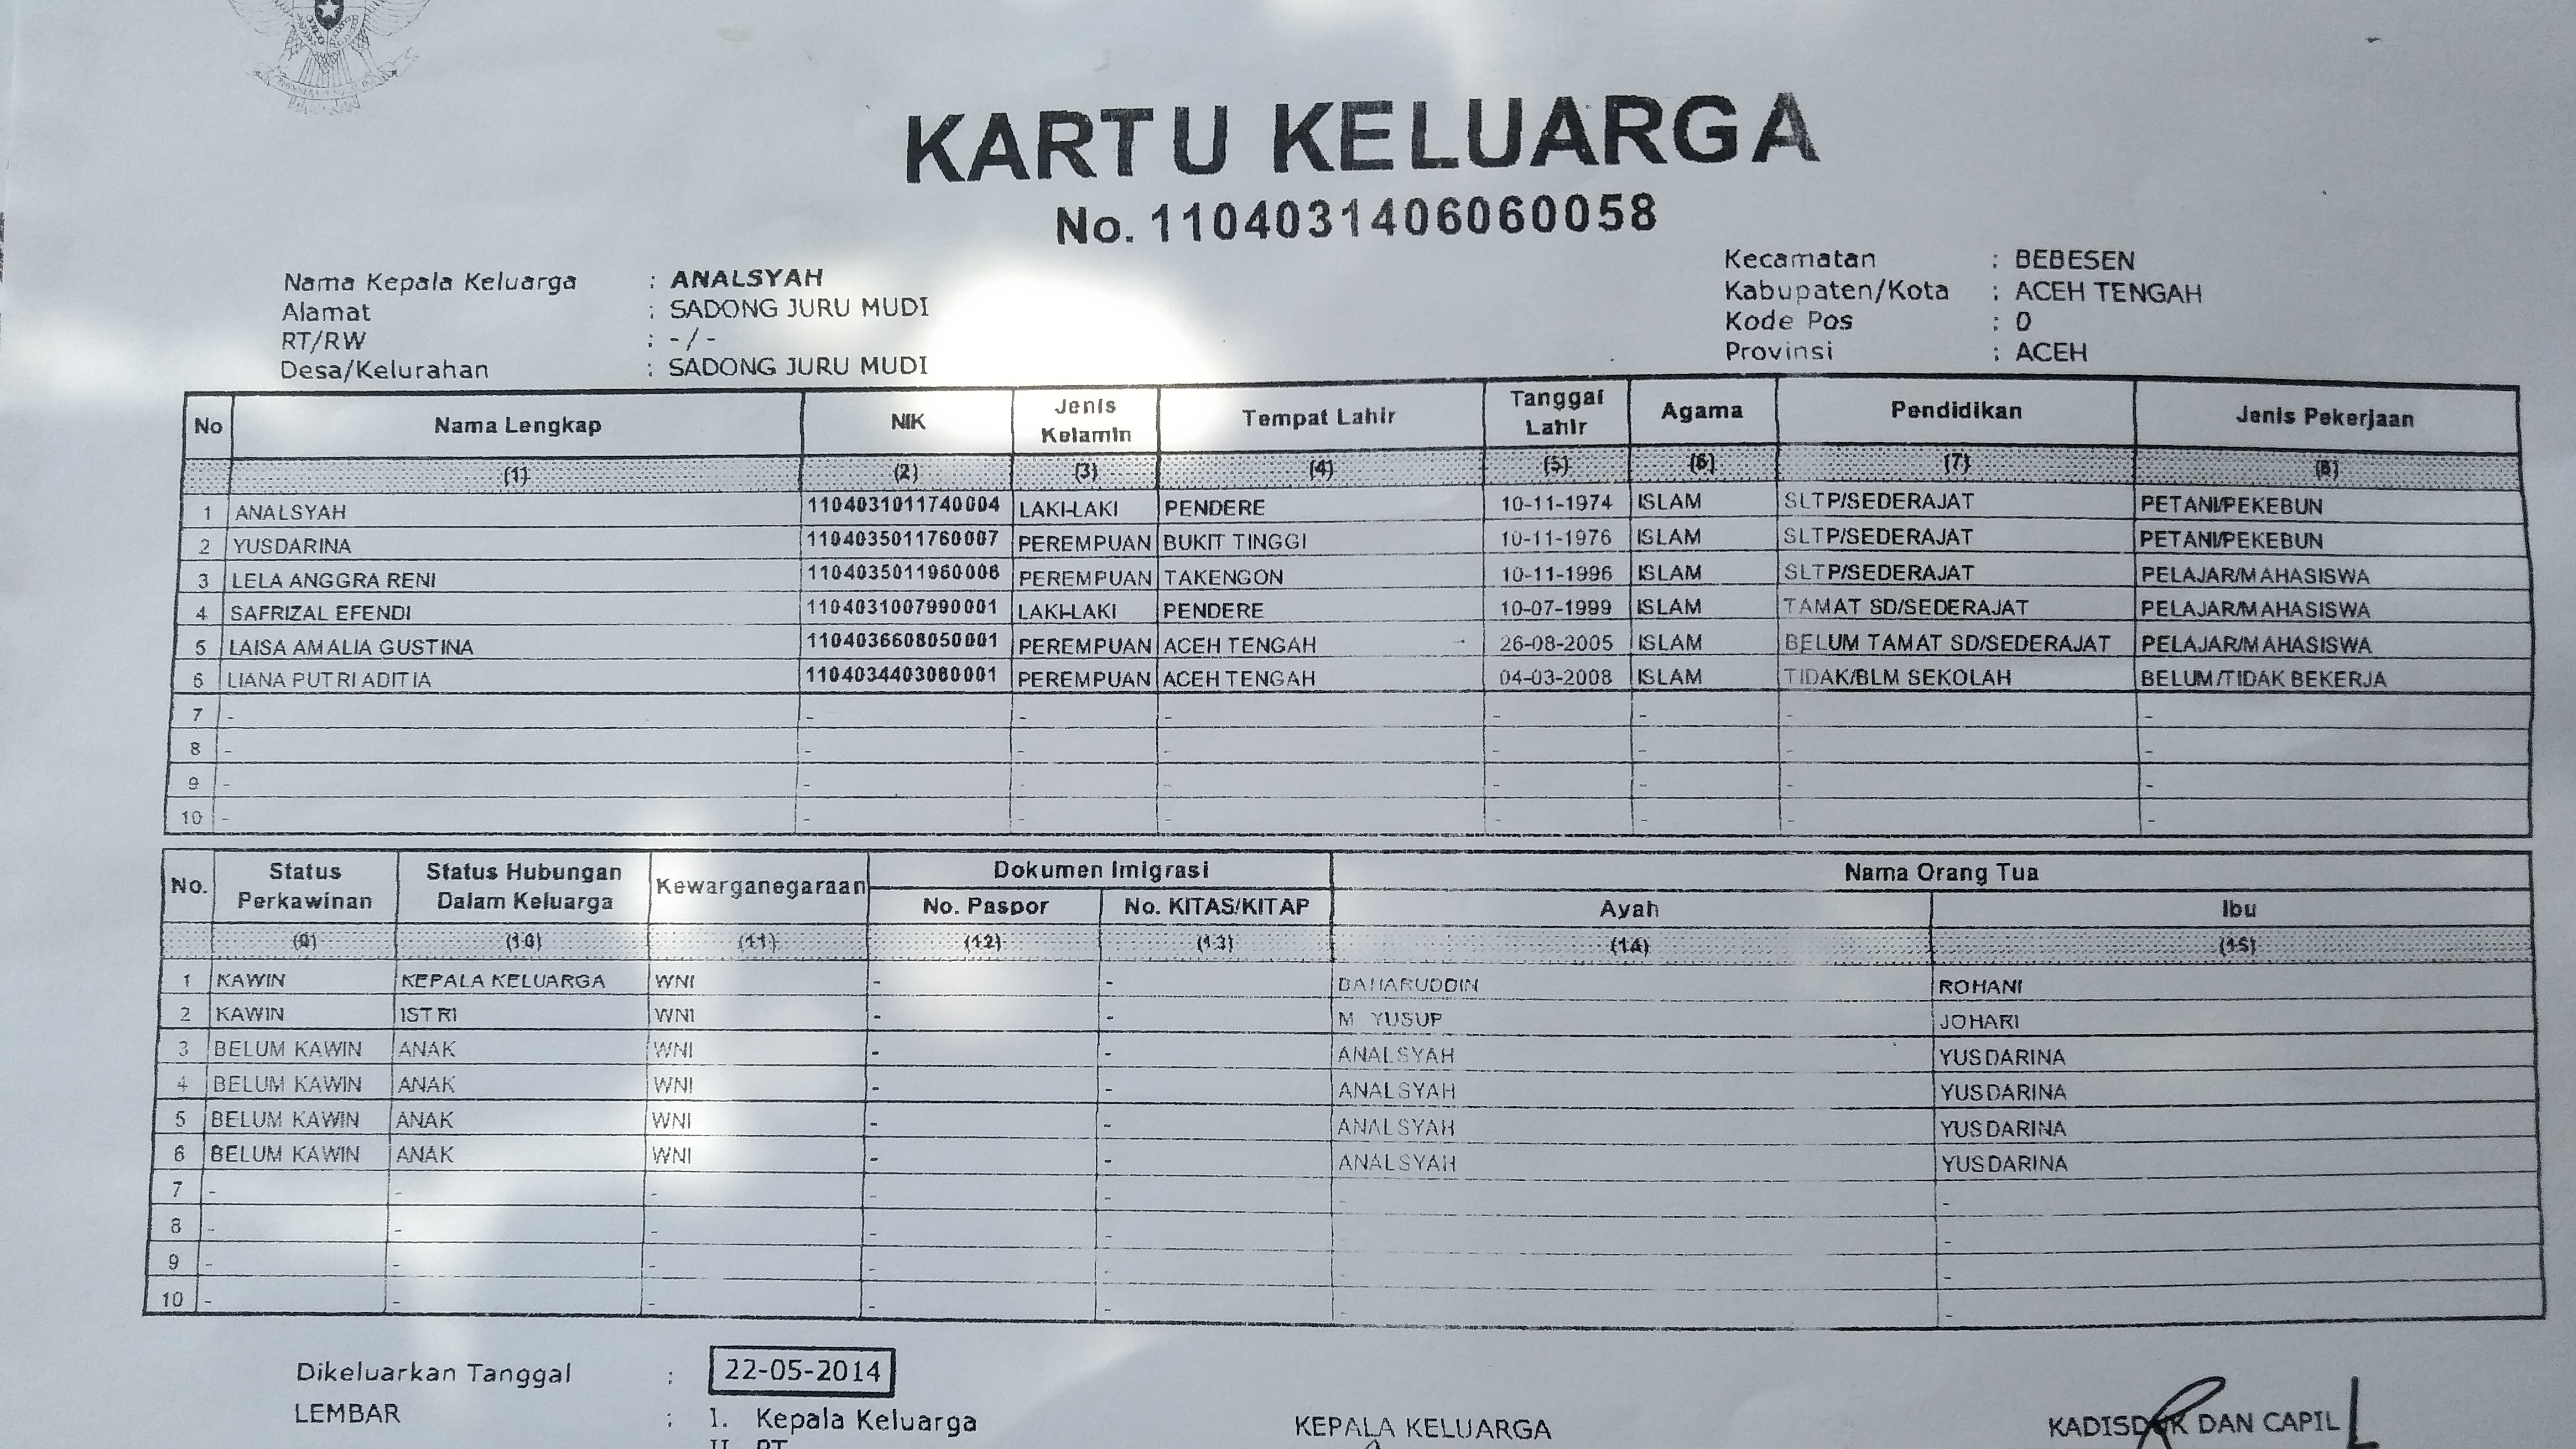 KARTU KELUARGA
No. 1104031406060058
Nama Kepala Keluarga : ANALSYAH
Alamat : SADONG JURU MUDI
RT/RW : - / -
Desa/Kelurahan : SADONG JURU MUDI
Kecamatan : BEBESEN
Kabupaten/Kota : ACEH TENGAH
Kode Pos : 0
Provinsi : ACEH
No Nama Lengkap NIK Jenis Kelamin Tempat Lahir Tanggal Lahir Agama Pendidikan Jenis Pekerjaan
(1) (2) (3) (4) (5) (6) (7) (8)
1 ANALSYAH 1104031011740004 LAKI-LAKI PENDERE 10-11-1974 ISLAM SLTP/SEDERAJAT PETANI/PEKEBUN
2 YUSDARINA 1104035011760007 PEREMPUAN BUKIT TINGGI 10-11-1976 ISLAM SLTP/SEDERAJAT PETANI/PEKEBUN
3 LELA ANGGRA RENI 1104035011960006 PEREMPUAN TAKENGON 10-11-1996 ISLAM SLTP/SEDERAJAT PELAJAR/MAHASISWA
4 SAFRIZAL EFENDI 1104031007990001 LAKI-LAKI PENDERE 10-07-1999 ISLAM TAMAT SD/SEDERAJAT PELAJAR/MAHASISWA
5 LAISA AMALIA GUSTINA 1104036608050001 PEREMPUAN ACEH TENGAH 26-08-2005 ISLAM BELUM TAMAT SD/SEDERAJAT PELAJAR/MAHASISWA
6 LIANA PUTRI ADITIA 1104034403080001 PEREMPUAN ACEH TENGAH 04-03-2008 ISLAM TIDAK/BLM SEKOLAH BELUM/TIDAK BEKERJA
7 - - - - - - - -
8 - - - - - - - -
9 - - - - - - - -
10 - - - - - - - -
No. Status Perkawinan Status Hubungan Dalam Keluarga Kewarganegaraan Dokumen Imigrasi Nama Orang Tua
No. Paspor No. KITAS/KITAP Ayah Ibu
(9) (10) (11) (12) (13) (14) (15)
1 KAWIN KEPALA KELUARGA WNI - - BAHARUDDIN ROHANI
2 KAWIN ISTRI WNI - - M YUSUP JOHARI
3 BELUM KAWIN ANAK WNI - - ANALSYAH YUSDARINA
4 BELUM KAWIN ANAK WNI - - ANALSYAH YUSDARINA
5 BELUM KAWIN ANAK WNI - - ANALSYAH YUSDARINA
6 BELUM KAWIN ANAK WNI - - ANALSYAH YUSDARINA
7 - - - - - - -
8 - - - - - - -
9 - - - - - - -
10 - - - - - - -
Dikeluarkan Tanggal : 22-05-2014
LEMBAR : I. Kepala Keluarga
II. RT
KEPALA KELUARGA
KADISDUK DAN CAPIL